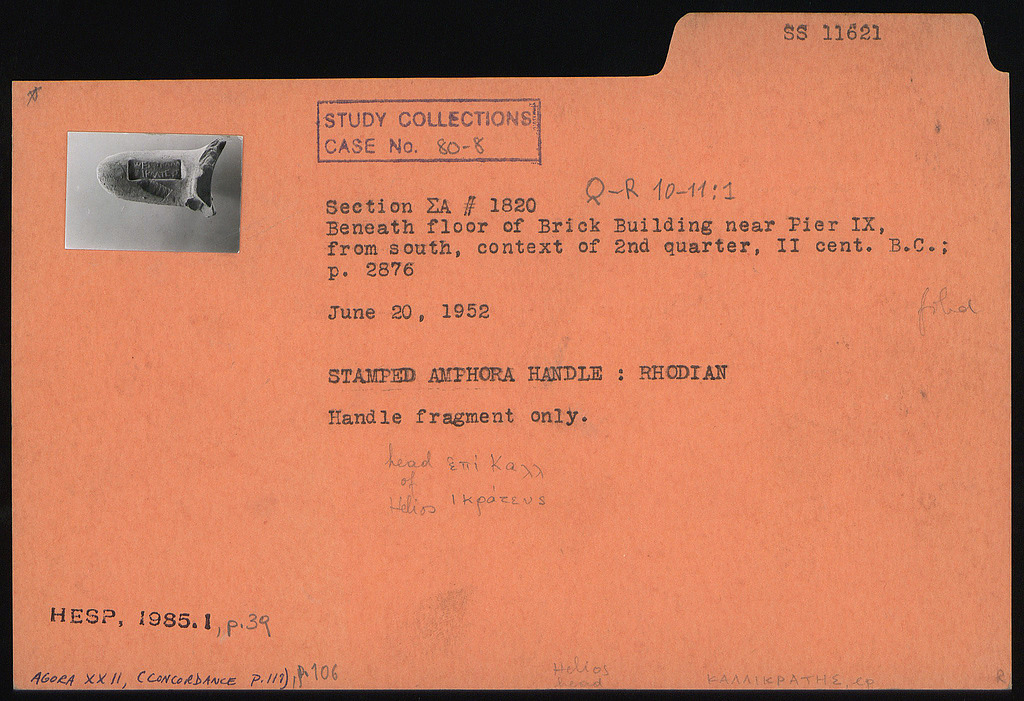 SS 11621
STUDY COLLECTIONS
CASE No. 80-8
Q-R 10-11:1
Section ΣΑ # 1820
Beneath floor of Brick Building near Pier IX,
from south, context of 2nd quarter, II cent. B.C.;
p. 2876
June 20, 1952
STAMPED AMPHORA HANDLE : RHODIAN
Handle fragment only.
head
of
Helios
ἐπὶ Καλλ
ικράτευς
HESP, 1985.1, p.39
AGORA XXII, (CONCORDANCE P.117), p.106
Helios
head
ΚΑΛΛΙΚΡΑΤΗΣ, ep
R